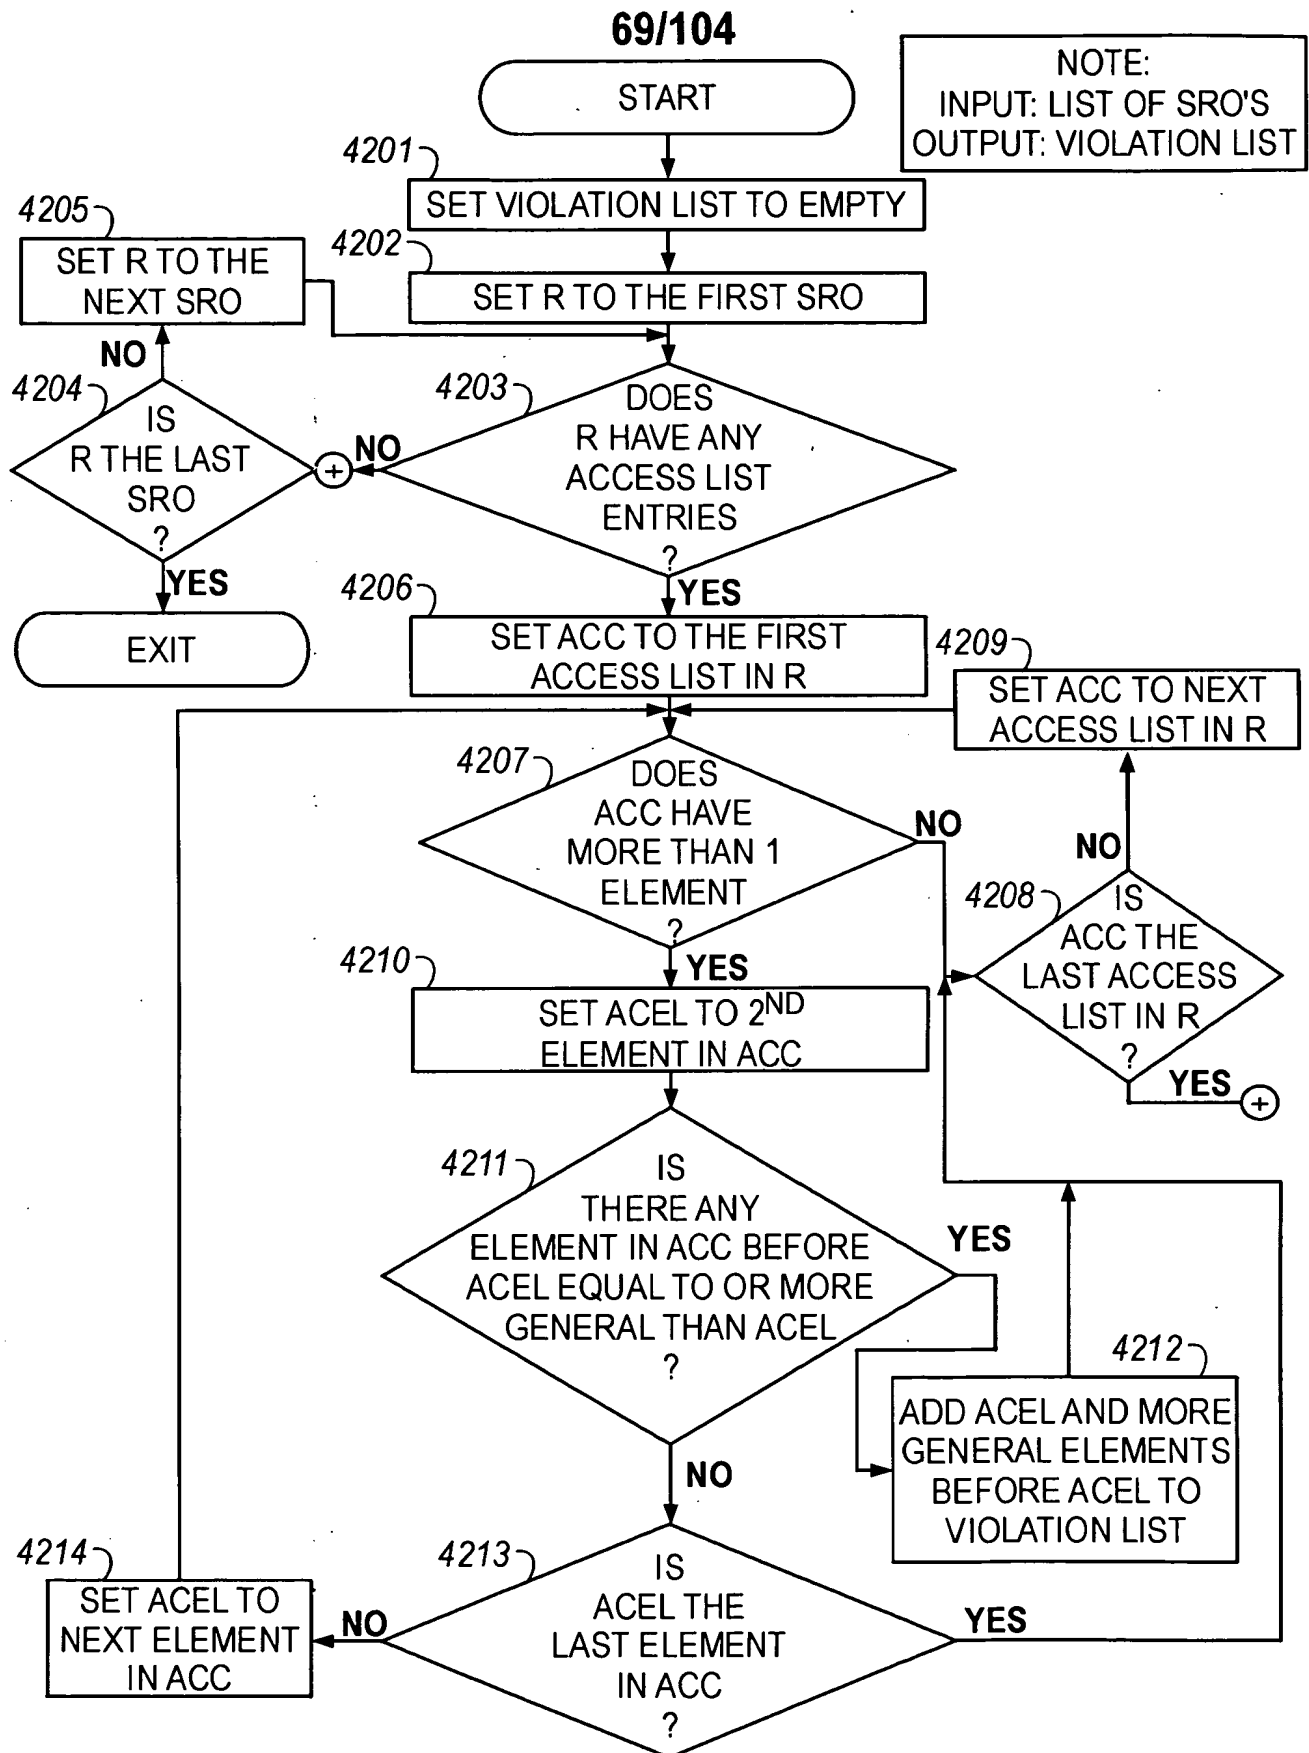 69/104
START
NOTE:
INPUT: LIST OF SRO'S
OUTPUT: VIOLATION LIST
4201
SET VIOLATION LIST TO EMPTY
4205
SET R TO THE
NEXT SRO
4202
SET R TO THE FIRST SRO
NO
4204
IS
R THE LAST
SRO
?
+
NO
4203
DOES
R HAVE ANY
ACCESS LIST
ENTRIES
?
YES
EXIT
YES
4206
SET ACC TO THE FIRST
ACCESS LIST IN R
4209
SET ACC TO NEXT
ACCESS LIST IN R
4207
DOES
ACC HAVE
MORE THAN 1
ELEMENT
?
NO
NO
4208
IS
ACC THE
LAST ACCESS
LIST IN R
?
YES
+
YES
4210
SET ACEL TO 2ND
ELEMENT IN ACC
4211
IS
THERE ANY
ELEMENT IN ACC BEFORE
ACEL EQUAL TO OR MORE
GENERAL THAN ACEL
?
YES
4212
ADD ACEL AND MORE
GENERAL ELEMENTS
BEFORE ACEL TO
VIOLATION LIST
NO
4213
IS
ACEL THE
LAST ELEMENT
IN ACC
?
YES
NO
4214
SET ACEL TO
NEXT ELEMENT
IN ACC